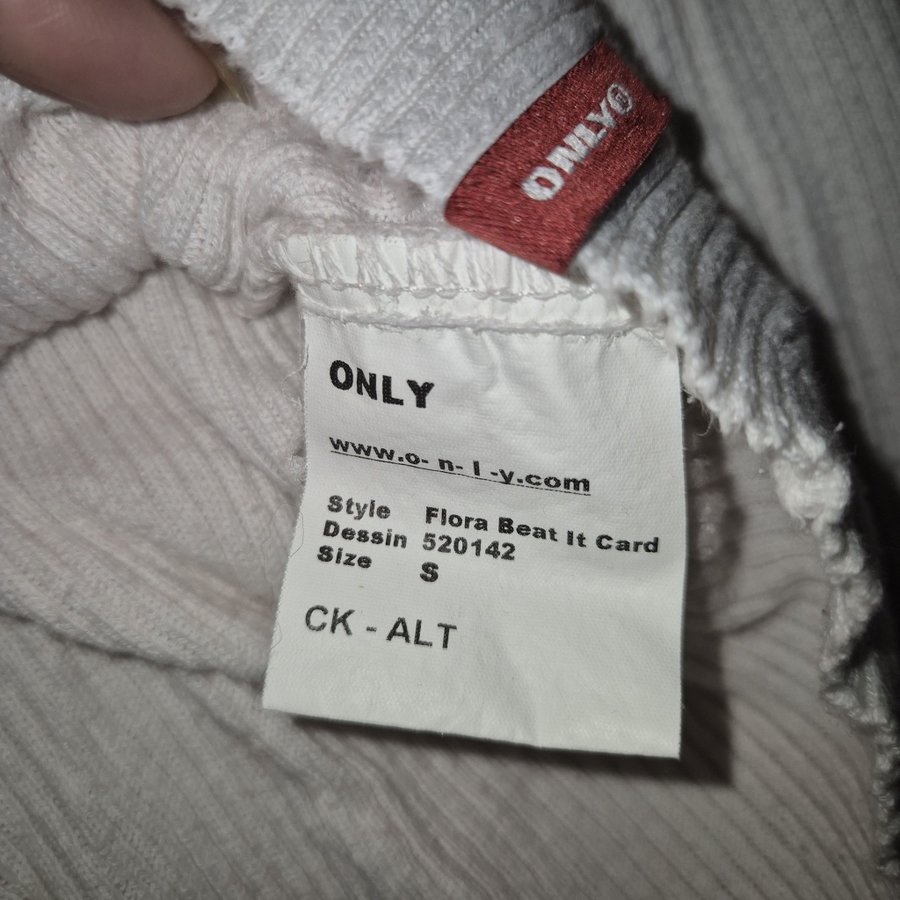 ONLY®
ONLY
www.o- n- l -y.com
Style Flora Beat It Card
Dessin 520142
Size S
CK - ALT